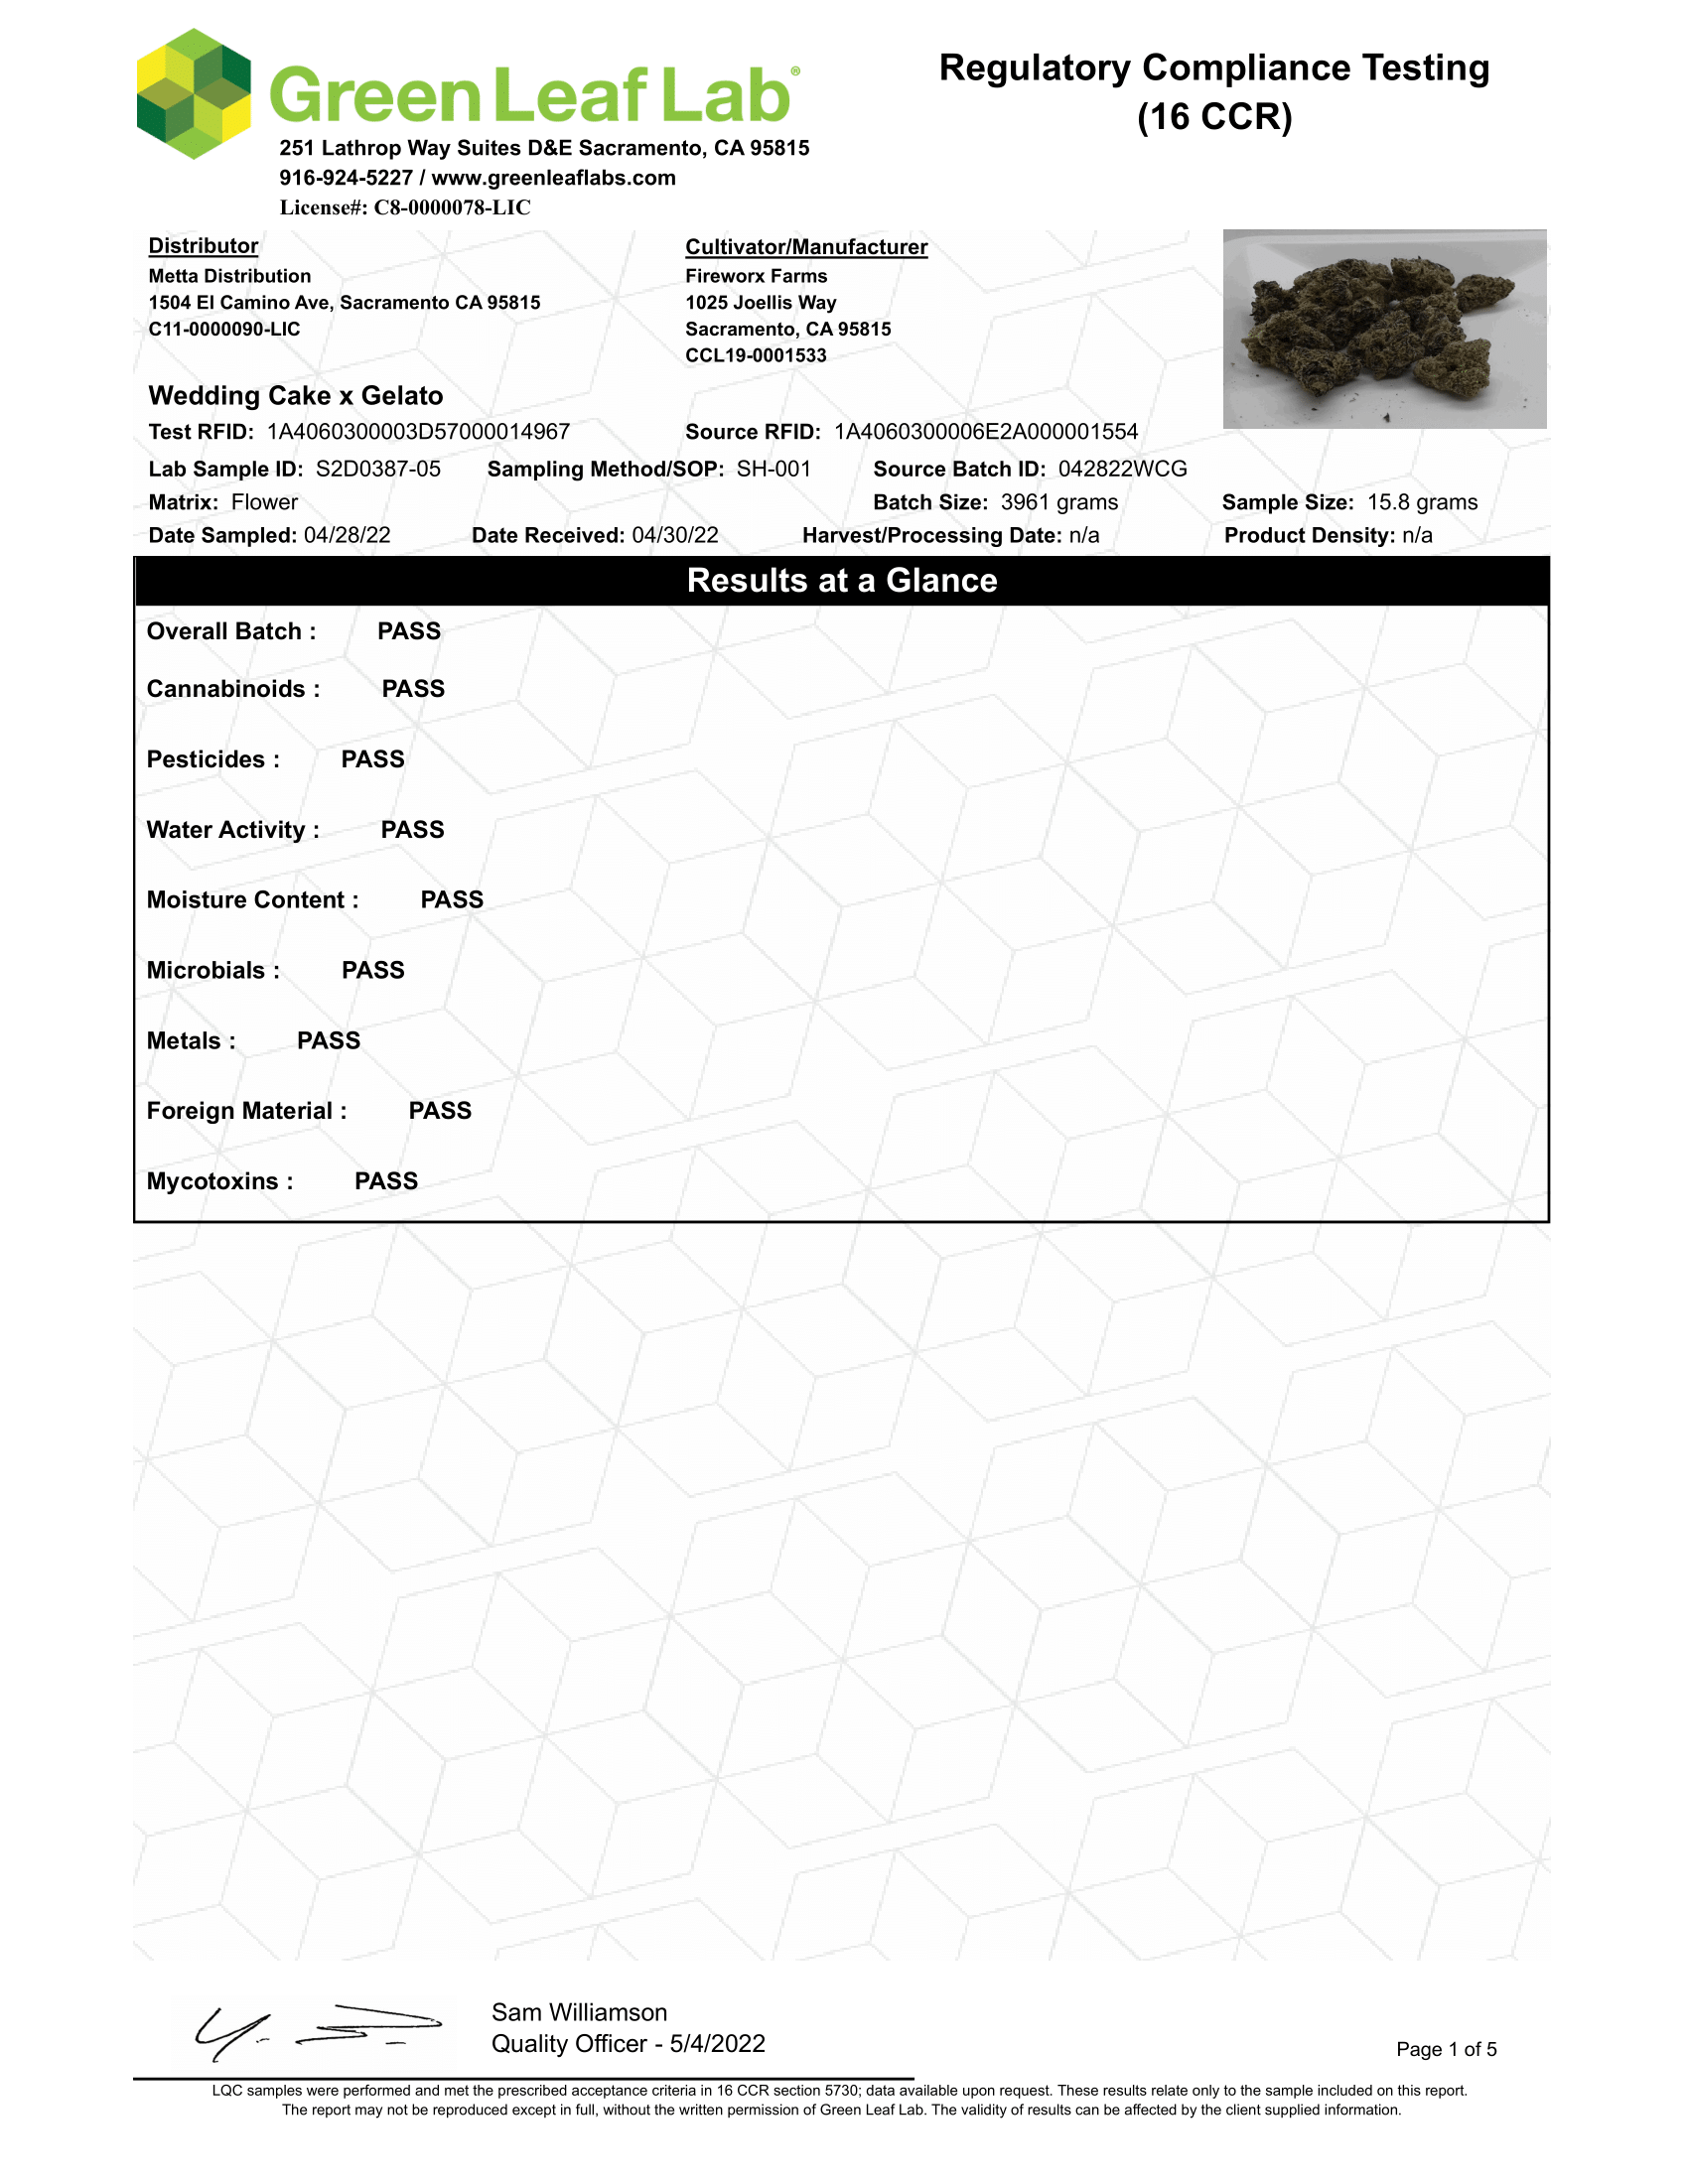 GreenLeaf Lab®
Regulatory Compliance Testing
(16 CCR)
251 Lathrop Way Suites D&E Sacramento, CA 95815
916-924-5227 / www.greenleaflabs.com
License#: C8-0000078-LIC
Distributor
Metta Distribution
1504 El Camino Ave, Sacramento CA 95815
C11-0000090-LIC
Cultivator/Manufacturer
Fireworx Farms
1025 Joellis Way
Sacramento, CA 95815
CCL19-0001533
Wedding Cake x Gelato
Test RFID: 1A4060300003D57000014967 Source RFID: 1A4060300006E2A000001554
Lab Sample ID: S2D0387-05 Sampling Method/SOP: SH-001 Source Batch ID: 042822WCG
Matrix: Flower Batch Size: 3961 grams Sample Size: 15.8 grams
Date Sampled: 04/28/22 Date Received: 04/30/22 Harvest/Processing Date: n/a Product Density: n/a
Results at a Glance
Overall Batch : PASS
Cannabinoids : PASS
Pesticides : PASS
Water Activity : PASS
Moisture Content : PASS
Microbials : PASS
Metals : PASS
Foreign Material : PASS
Mycotoxins : PASS
Sam Williamson
Quality Officer - 5/4/2022
Page 1 of 5
LQC samples were performed and met the prescribed acceptance criteria in 16 CCR section 5730; data available upon request. These results relate only to the sample included on this report.
The report may not be reproduced except in full, without the written permission of Green Leaf Lab. The validity of results can be affected by the client supplied information.